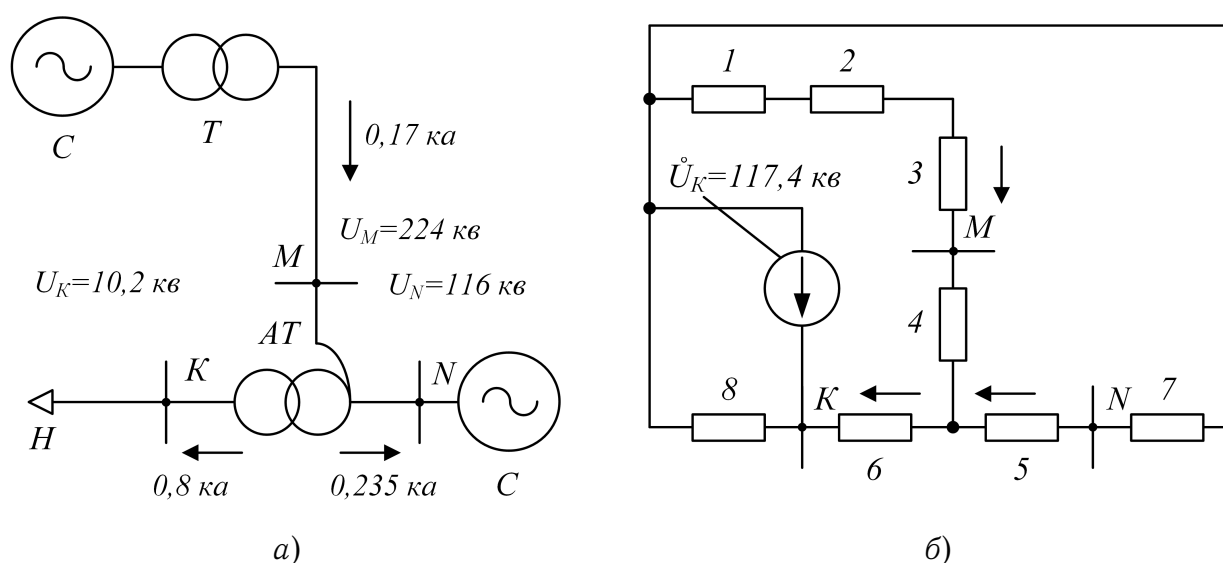 C
T
0,17 ка
U_M=224 кв
M
U_K=10,2 кв
U_N=116 кв
AT
К
N
Н
0,8 ка
0,235 ка
C
а)
1
2
3
Ů_К=117,4 кв
M
4
8
К
N
7
6
5
б)